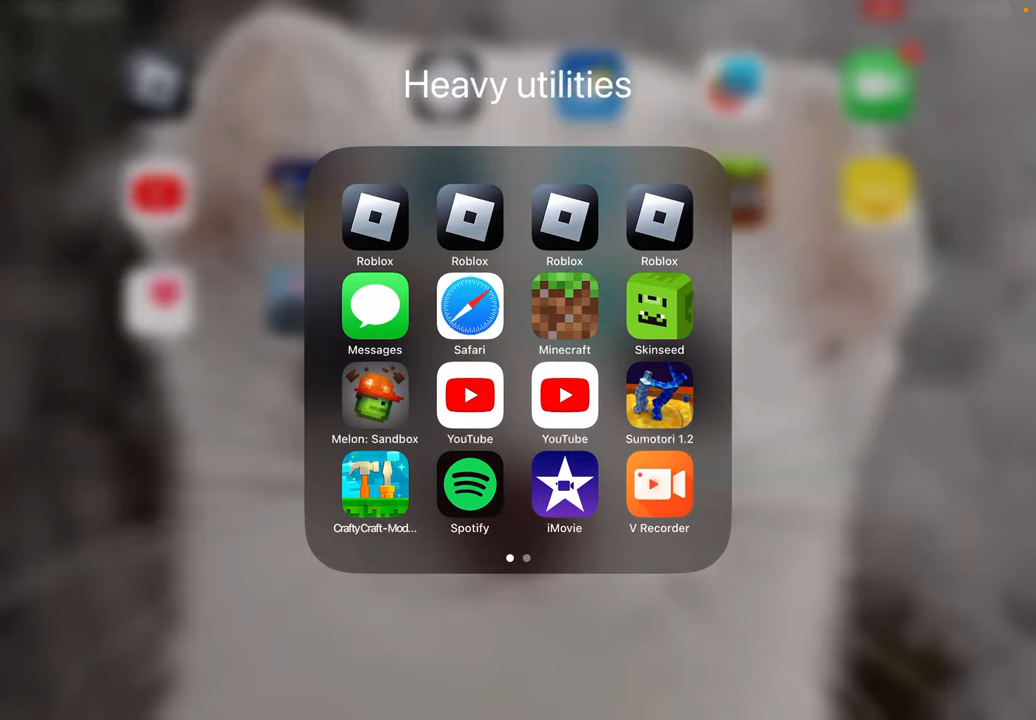 Heavy utilities
Roblox Roblox Roblox Roblox
Messages Safari Minecraft Skinseed
Melon: Sandbox YouTube YouTube Sumotori 1.2
CraftyCraft-Mod... Spotify iMovie V Recorder